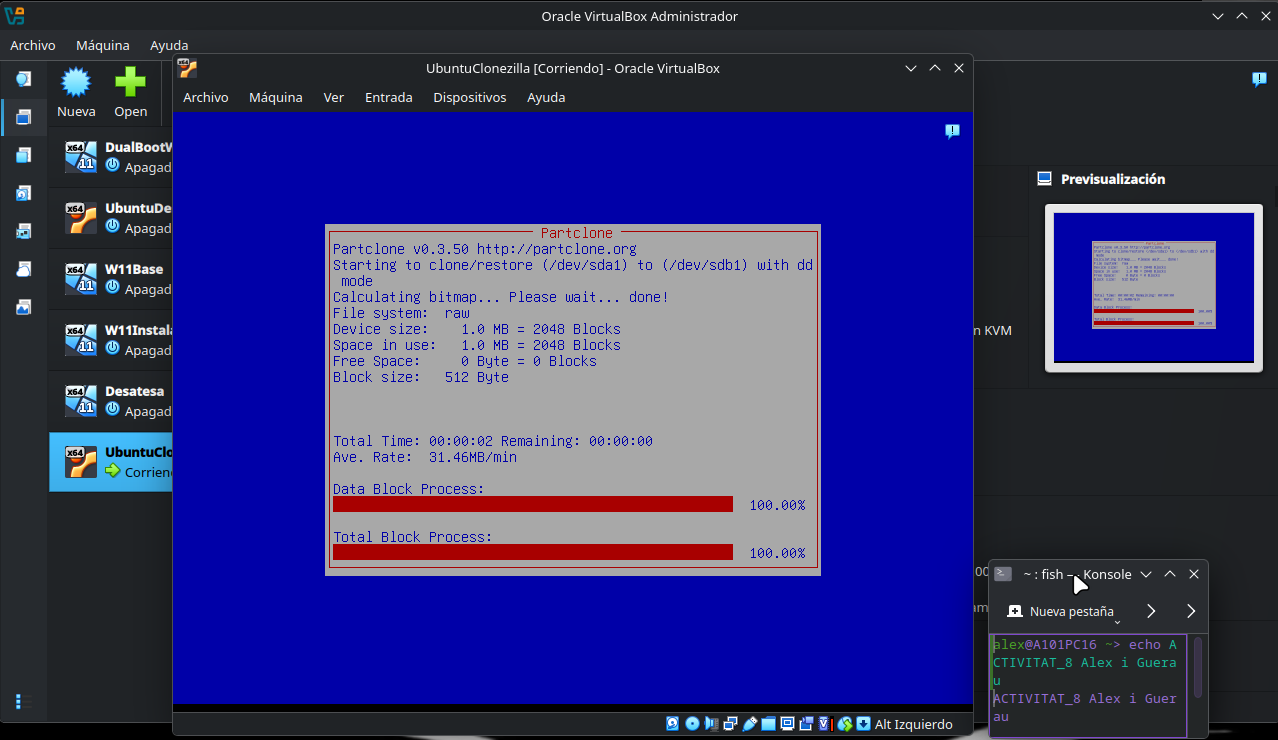 Oracle VirtualBox Administrador
Archivo Máquina Ayuda
Nueva Open
DualBootW
Apagad
UbuntuDe
Apagad
W11Base
Apagad
W11Instala
Apagad
Desatesa
Apagad
UbuntuClo
Corriend
UbuntuClonezilla [Corriendo] - Oracle VirtualBox
Archivo Máquina Ver Entrada Dispositivos Ayuda
Partclone
Partclone v0.3.50 http://partclone.org
Starting to clone/restore (/dev/sda1) to (/dev/sdb1) with dd
mode
Calculating bitmap... Please wait... done!
File system: raw
Device size: 1.0 MB = 2048 Blocks
Space in use: 1.0 MB = 2048 Blocks
Free Space: 0 Byte = 0 Blocks
Block size: 512 Byte
Total Time: 00:00:02 Remaining: 00:00:00
Ave. Rate: 31.46MB/min
Data Block Process:
100.00%
Total Block Process:
100.00%
Alt Izquierdo
Previsualización
n KVM
~ : fish — Konsole
Nueva pestaña
alex@A101PC16 ~> echo A
CTIVITAT_8 Alex i Guera
u
ACTIVITAT_8 Alex i Guer
au